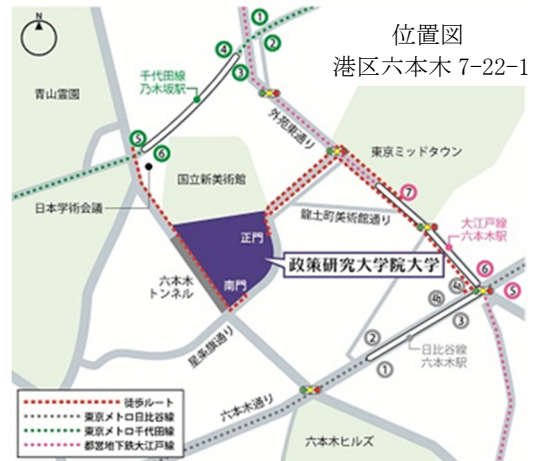 位置図
港区六本木 7-22-1
N
①
②
④
③
千代田線
乃木坂駅
青山霊園
外苑東通り
⑤
⑥
東京ミッドタウン
国立新美術館
日本学術会議
⑦
龍土町美術館通り
大江戸線
六本木駅
正門
政策研究大学院大学
南門
六本木
トンネル
⑥
4a
4b
⑤
③
星条旗通り
②
①
日比谷線
六本木駅
六本木通り
徒歩ルート
東京メトロ日比谷線
東京メトロ千代田線
都営地下鉄大江戸線
六本木ヒルズ